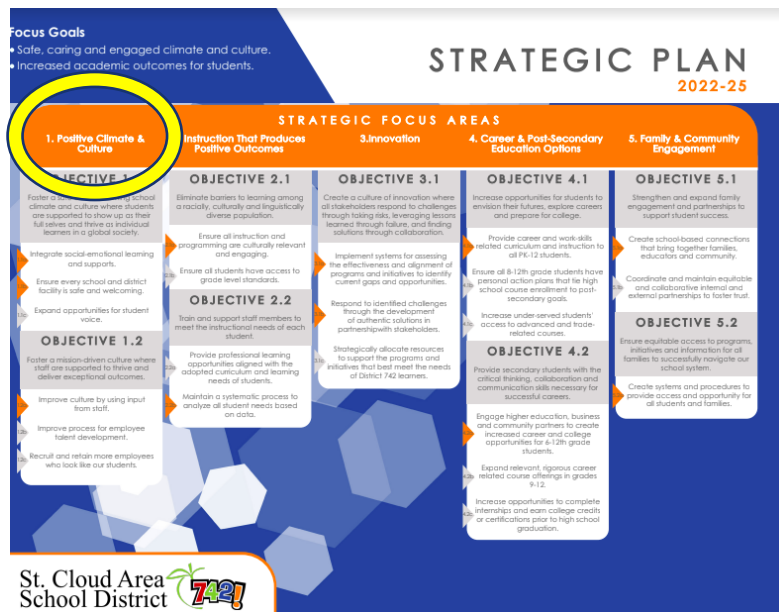 Focus Goals
• Safe, caring and engaged climate and culture.
• Increased academic outcomes for students.
STRATEGIC PLAN
2022-25
STRATEGIC FOCUS AREAS
1. Positive Climate &
Culture
OBJECTIVE 1
Foster a
school
climate and culture where students
are supported to show up as their
full selves and thrive as individual
learners in a global society.
Integrate social-emotional learning
and supports.
Ensure every school and district
facility is safe and welcoming.
Expand opportunities for student
voice.
OBJECTIVE 1.2
Foster a mission-driven culture where
staff are supported to thrive and
deliver exceptional outcomes.
Improve culture by using input
from staff.
Improve process for employee
talent development.
Recruit and retain more employees
who look like our students.
Instruction That Produces
Positive Outcomes
OBJECTIVE 2.1
Eliminate barriers to learning among
a racially, culturally and linguistically
diverse population.
Ensure all instruction and
programming are culturally relevant
and engaging.
Ensure all students have access to
grade level standards.
OBJECTIVE 2.2
Train and support staff members to
meet the instructional needs of each
student.
Provide professional learning
opportunities aligned with the
adopted curriculum and learning
needs of students.
Maintain a systematic process to
analyze all student needs based
on data.
3.Innovation
OBJECTIVE 3.1
Create a culture of innovation where
all stakeholders respond to challenges
through taking risks, leveraging lessons
learned through failure, and finding
solutions through collaboration.
Implement systems for assessing
the effectiveness and alignment of
programs and initiatives to identify
current gaps and opportunities.
Respond to identified challenges
through the development
of authentic solutions in
partnershipwith stakeholders.
Strategically allocate resources
to support the programs and
initiatives that best meet the needs
of District 742 learners.
4. Career & Post-Secondary
Education Options
OBJECTIVE 4.1
Increase opportunities for students to
envision their futures, explore careers
and prepare for college.
Provide career and work-skills
related curriculum and instruction to
all PK-12 students.
Ensure all 8-12th grade students have
personal action plans that tie high
school course enrollment to post-
secondary goals.
Increase under-served students'
access to advanced and trade-
related courses.
OBJECTIVE 4.2
Provide secondary students with the
critical thinking, collaboration and
communication skills necessary for
successful careers.
Engage higher education, business
and community partners to create
increased career and college
opportunities for 6-12th grade
students.
Expand relevant, rigorous career
related course offerings in grades
9-12.
Increase opportunities to complete
internships and earn college credits
or certifications prior to high school
graduation.
5. Family & Community
Engagement
OBJECTIVE 5.1
Strengthen and expand family
engagement and partnerships to
support student success.
Create school-based connections
that bring together families,
educators and community.
Coordinate and maintain equitable
and collaborative internal and
external partnerships to foster trust.
OBJECTIVE 5.2
Ensure equitable access to programs,
initiatives and information for all
families to successfully navigate our
school system.
Create systems and procedures to
provide access and opportunity for
all students and families.
St. Cloud Area
School District
742!